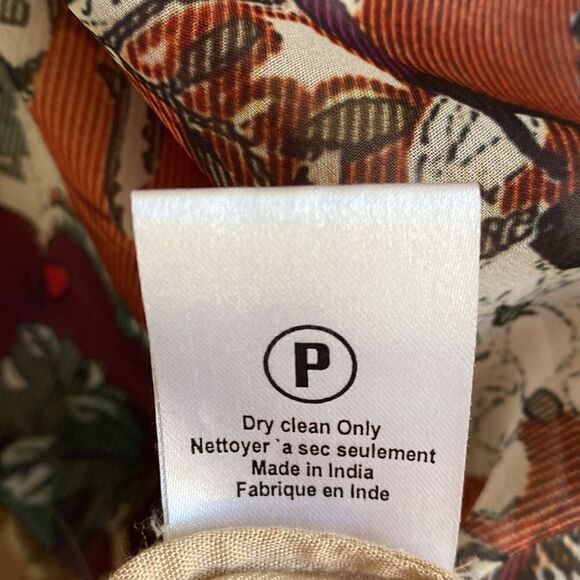 P
Dry clean Only
Nettoyer `a sec seulement
Made in India
Fabrique en Inde